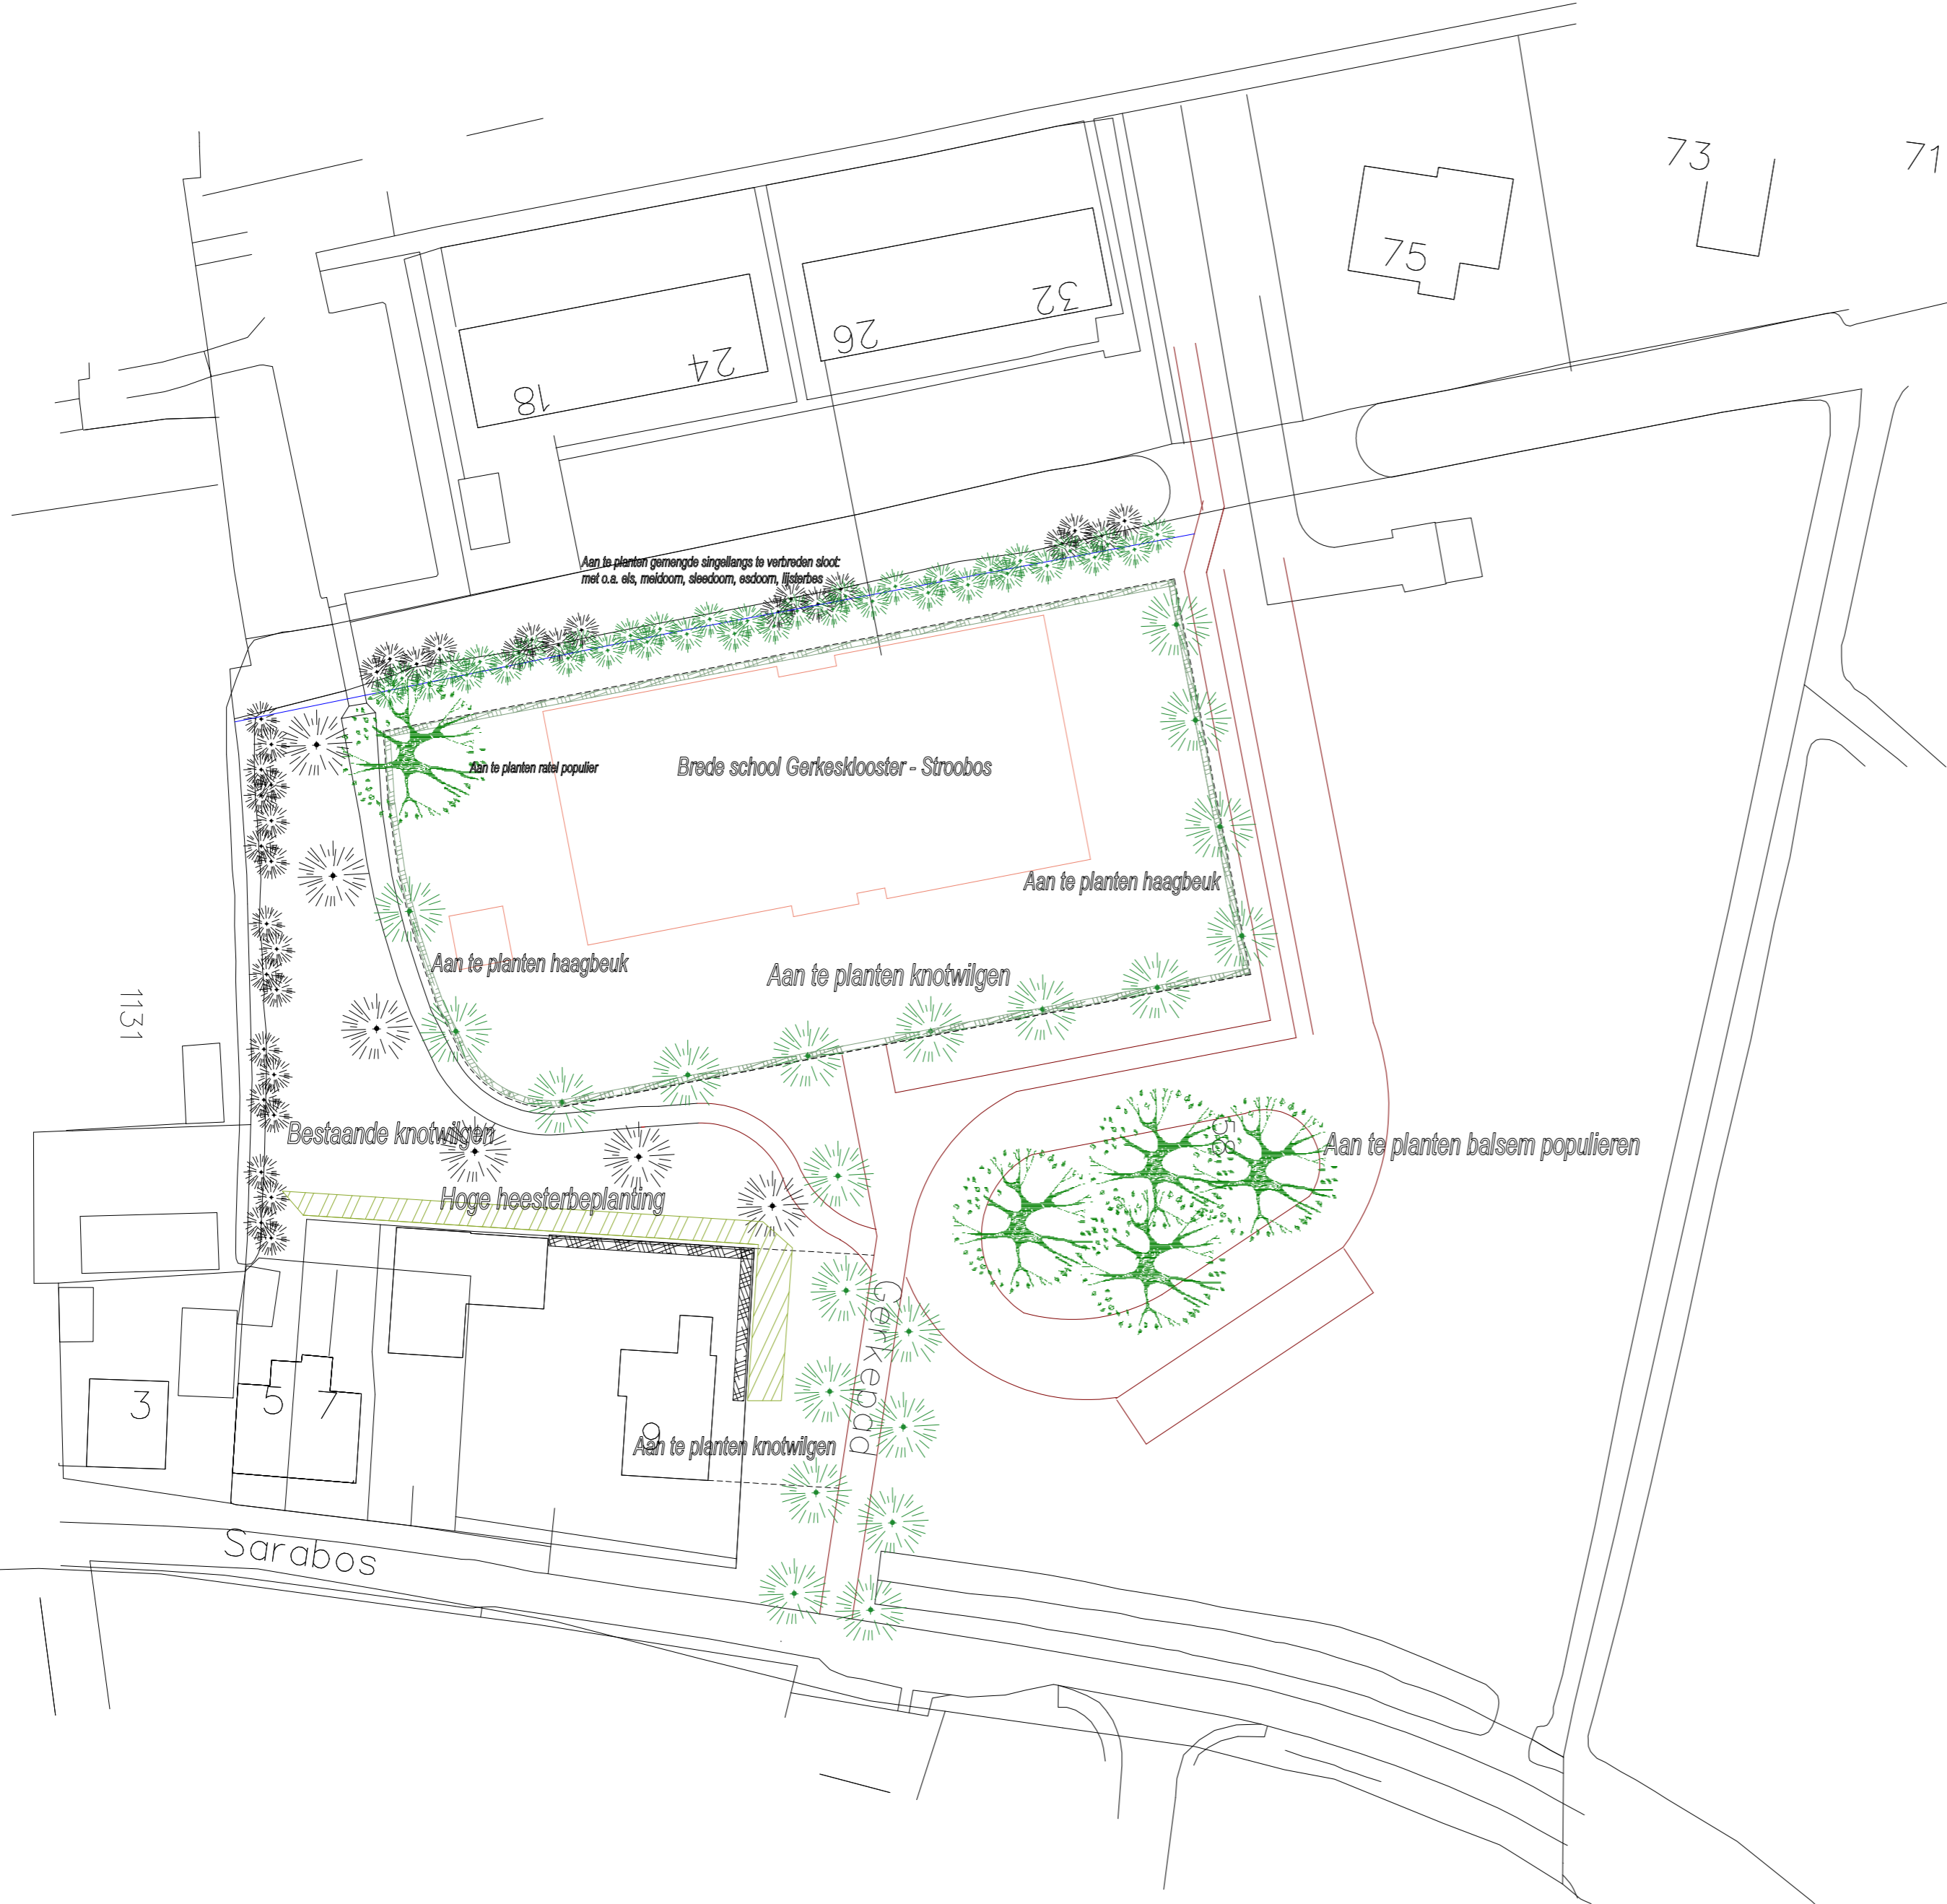 73
71
75
32
26
24
18
Aan te planten gemengde singellangs te verbreden sloot:
met o.a. els, meidoorn, sleedoorn, esdoorn, lijsterbes
Aan te planten ratel populier
Brede school Gerkesklooster - Stroobos
Aan te planten haagbeuk
Aan te planten haagbeuk
Aan te planten knotwilgen
1131
Bestaande knotwilgen
58
Aan te planten balsem populieren
Hoge heesterbeplanting
Gerkepad
3
5
7
9
Aan te planten knotwilgen
Sarabos